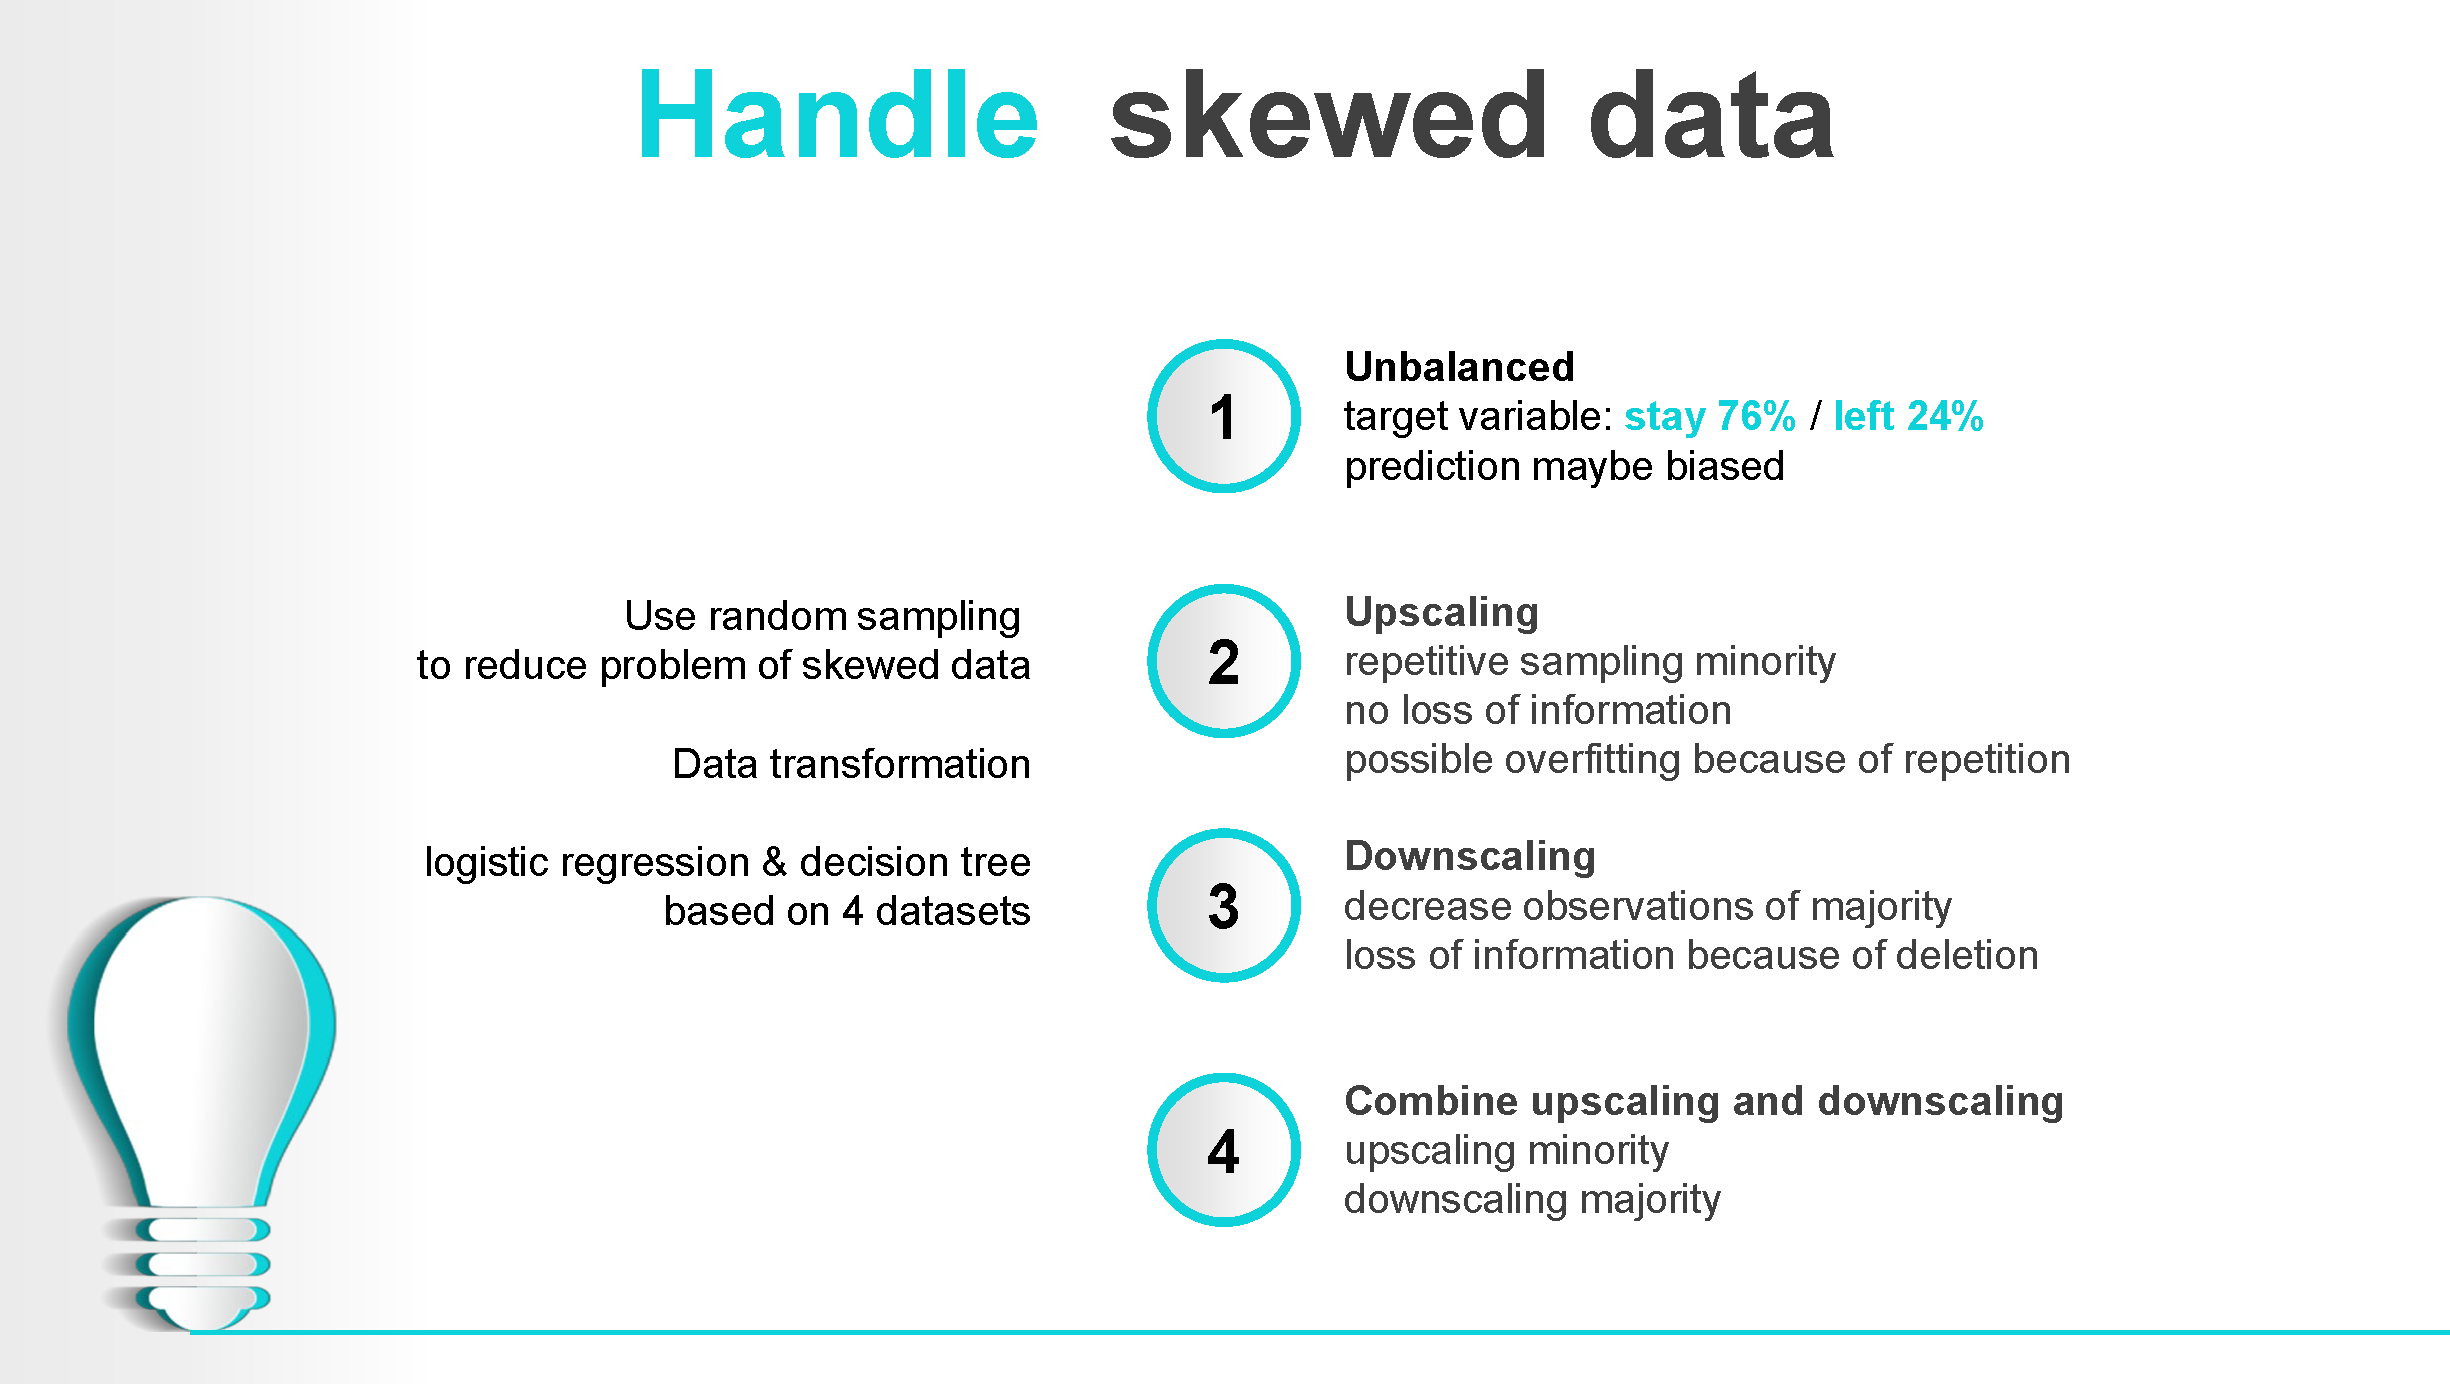 Handle skewed data
Use random sampling
to reduce problem of skewed data
Data transformation
logistic regression & decision tree
based on 4 datasets
1
Unbalanced
target variable: stay 76% / left 24%
prediction maybe biased
2
Upscaling
repetitive sampling minority
no loss of information
possible overfitting because of repetition
3
Downscaling
decrease observations of majority
loss of information because of deletion
4
Combine upscaling and downscaling
upscaling minority
downscaling majority